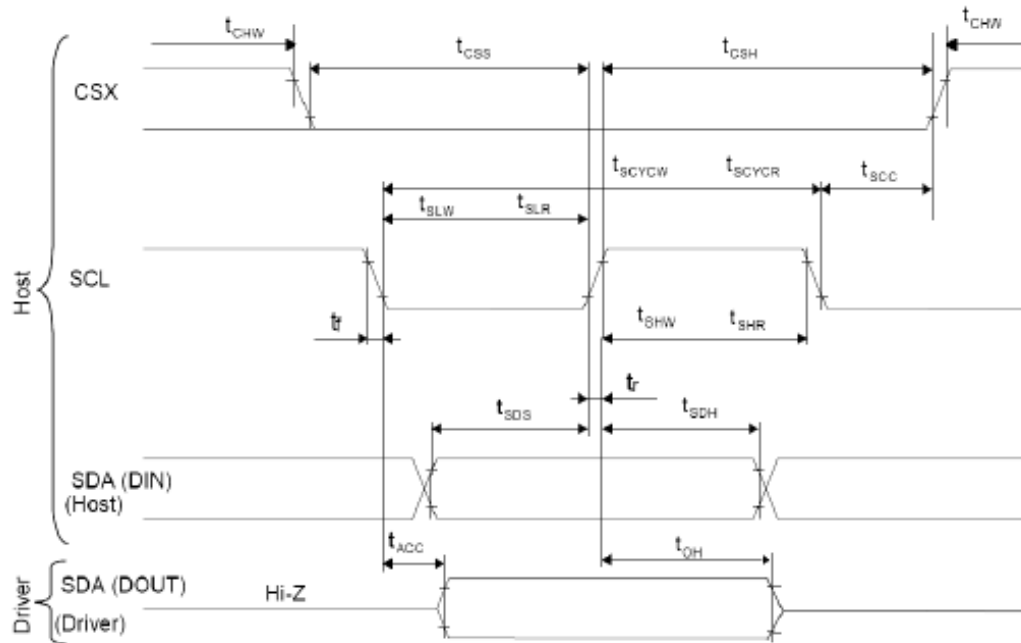 tCHW tCHW
tCSS tCSH
CSX
tSCYCW tSCYCR tSCC
tSLW tSLR
SCL
Host
tf tSHW tSHR
tr
tSDS tSDH
SDA (DIN)
(Host)
tACC tOH
SDA (DOUT)
Hi-Z
(Driver)
Driver